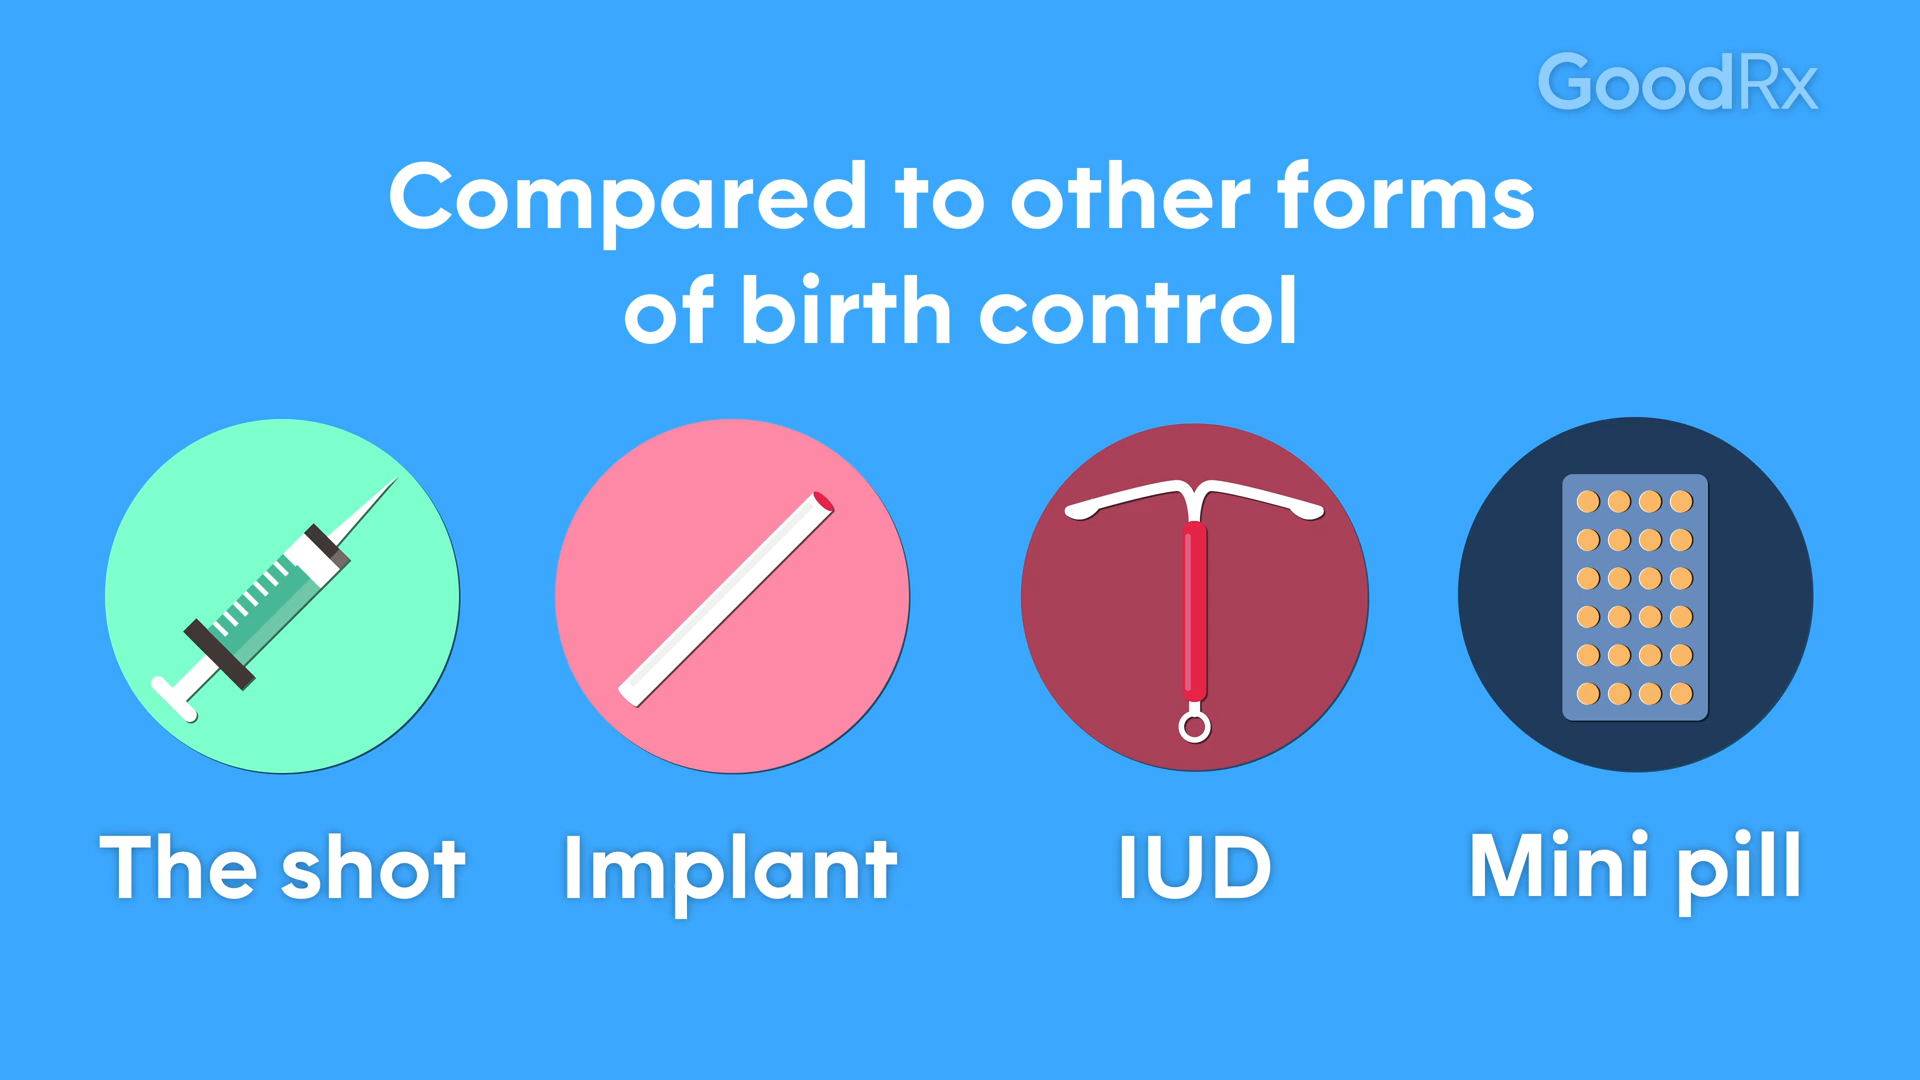 GoodRx
Compared to other forms
of birth control
The shot
Implant
IUD
Mini pill